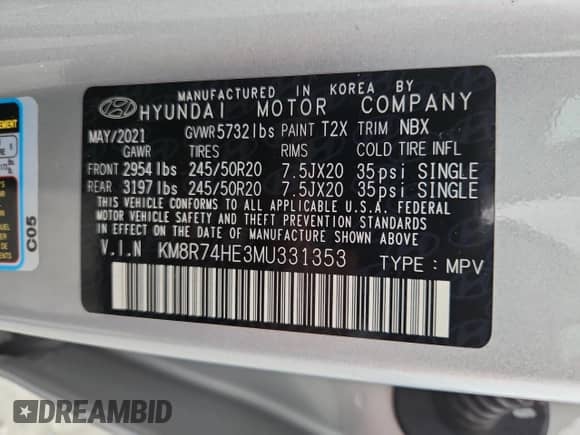 MANUFACTURED IN KOREA BY
HYUNDAI MOTOR COMPANY
MAY/2021 GVWR 5732 lbs PAINT T2X TRIM NBX
GAWR TIRES RIMS COLD TIRE INFL
FRONT 2954 lbs 245/50R20 7.5JX20 35psi SINGLE
REAR 3197 lbs 245/50R20 7.5JX20 35psi SINGLE
THIS VEHICLE CONFORMS TO ALL APPLICABLE U.S.A. FEDERAL
MOTOR VEHICLE SAFETY AND THEFT PREVENTION STANDARDS
IN EFFECT ON THE DATE OF MANUFACTURE SHOWN ABOVE
V.I.N KM8R74HE3MU331353 TYPE : MPV
C05
DREAMBID